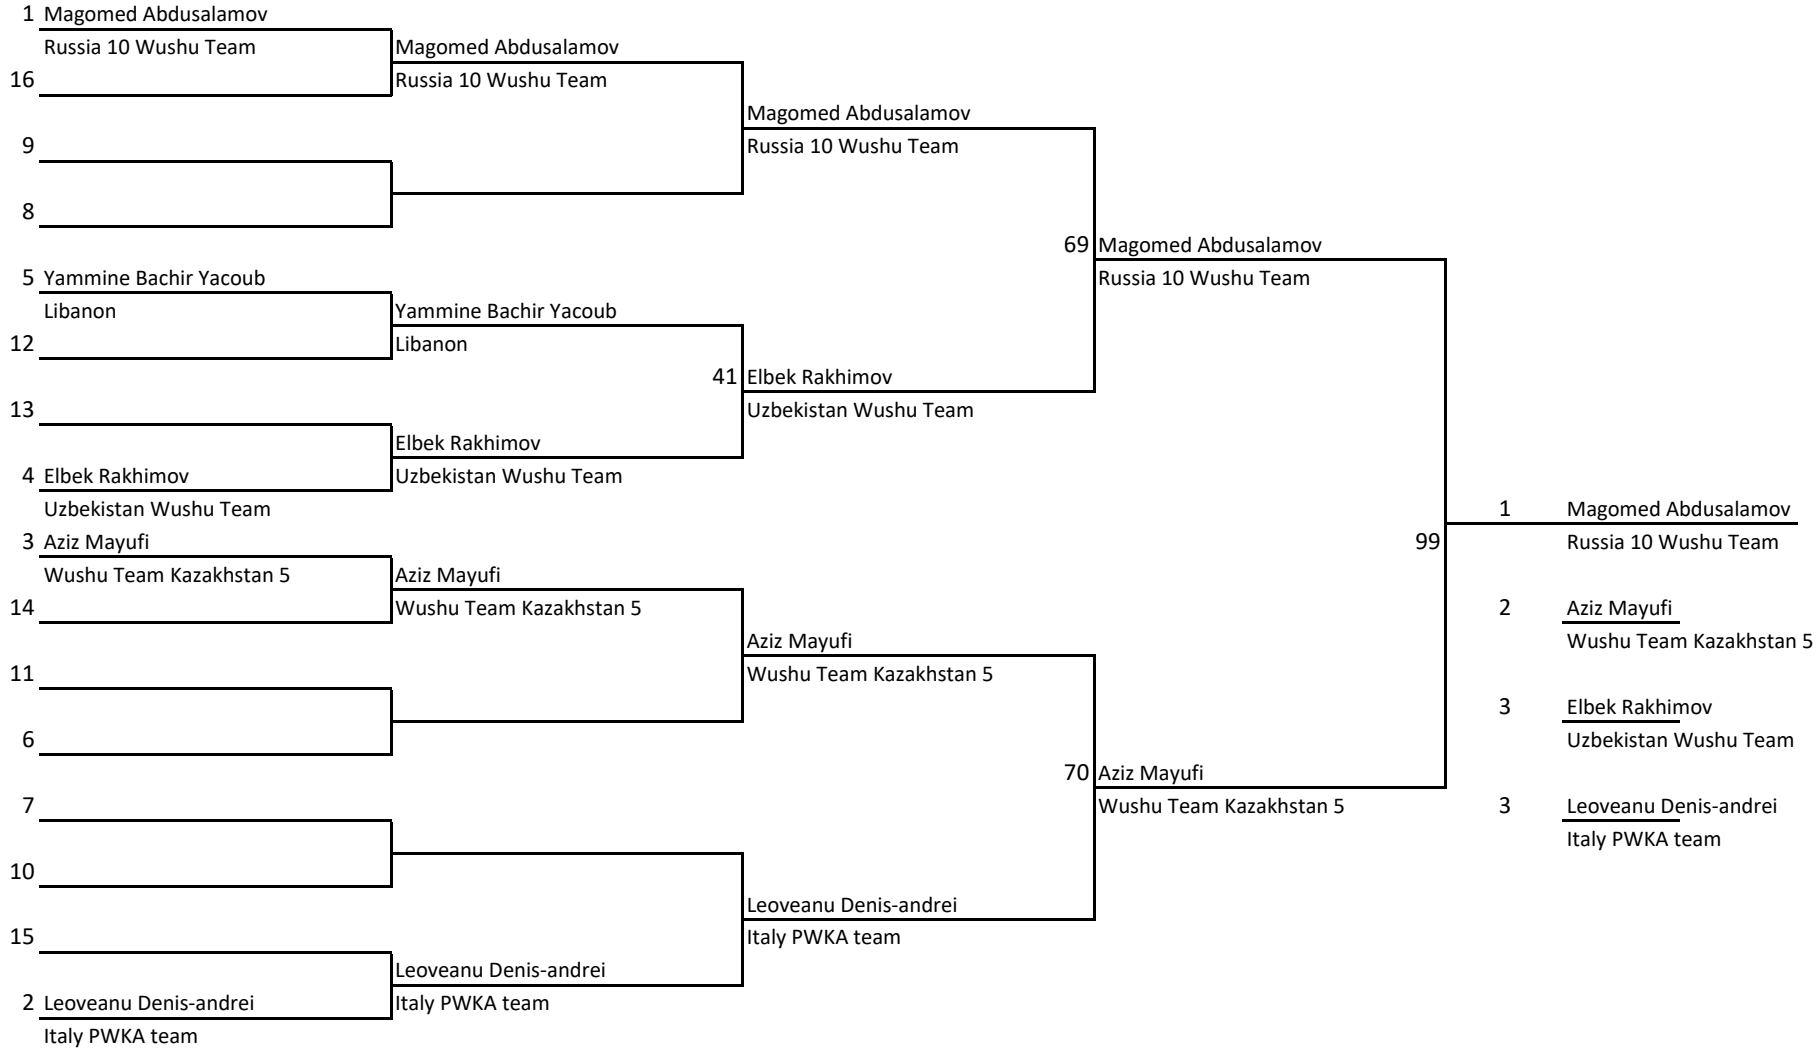 1 Magomed Abdusalamov
Russia 10 Wushu Team
Magomed Abdusalamov
16
Russia 10 Wushu Team
Magomed Abdusalamov
9
Russia 10 Wushu Team
8
69 Magomed Abdusalamov
5 Yammine Bachir Yacoub
Russia 10 Wushu Team
Libanon
Yammine Bachir Yacoub
12
Libanon
41 Elbek Rakhimov
13
Uzbekistan Wushu Team
Elbek Rakhimov
4 Elbek Rakhimov
Uzbekistan Wushu Team
Uzbekistan Wushu Team
1 Magomed Abdusalamov
3 Aziz Mayufi
99
Russia 10 Wushu Team
Wushu Team Kazakhstan 5
Aziz Mayufi
14
Wushu Team Kazakhstan 5
2 Aziz Mayufi
Aziz Mayufi
Wushu Team Kazakhstan 5
11
Wushu Team Kazakhstan 5
3 Elbek Rakhimov
6
Uzbekistan Wushu Team
70 Aziz Mayufi
7
Wushu Team Kazakhstan 5
3 Leoveanu Denis-andrei
Italy PWKA team
10
Leoveanu Denis-andrei
15
Italy PWKA team
Leoveanu Denis-andrei
2 Leoveanu Denis-andrei
Italy PWKA team
Italy PWKA team